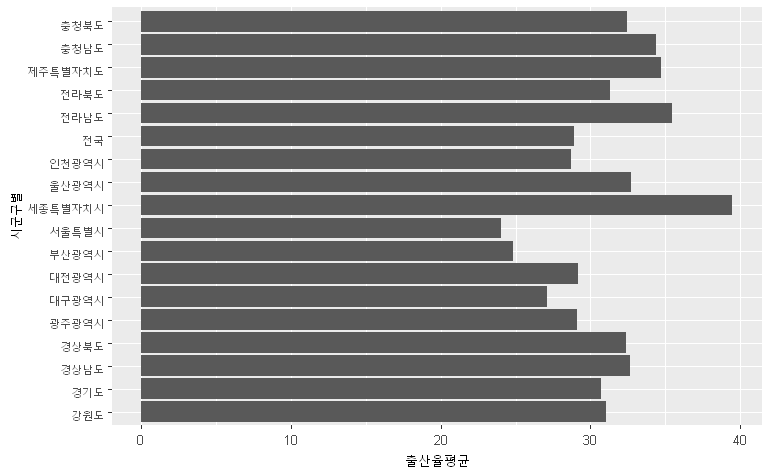 충청북도
충청남도
제주특별자치도
전라북도
전라남도
전국
인천광역시
울산광역시
세종특별자치시
서울특별시
부산광역시
대전광역시
대구광역시
광주광역시
경상북도
경상남도
경기도
강원도
시군구별
0 10 20 30 40
출산율평균